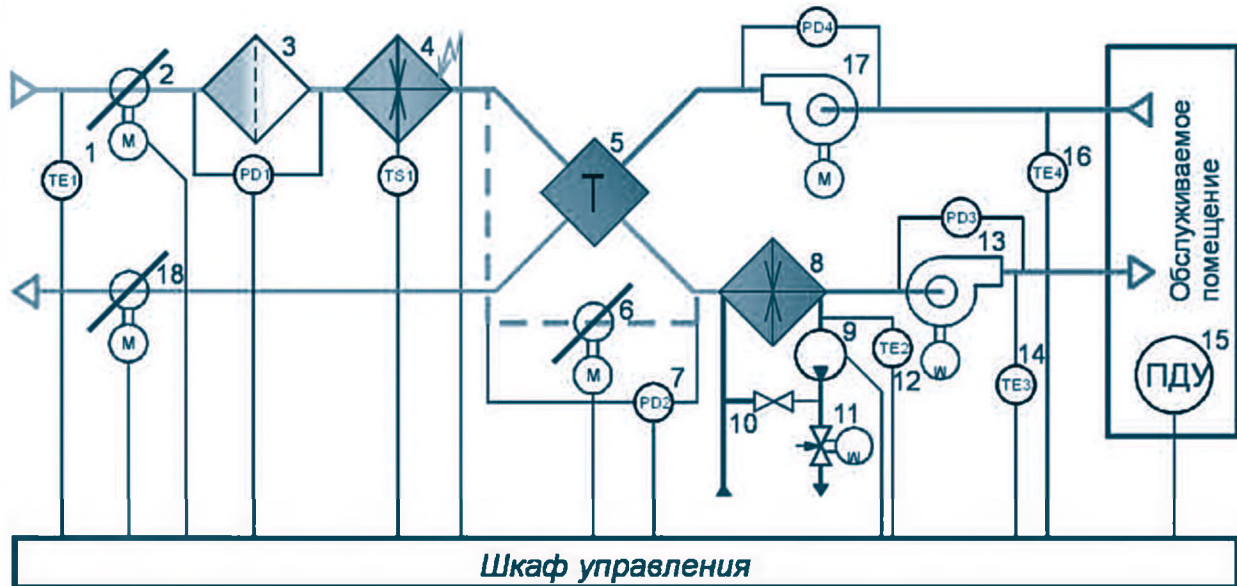 PD4
3
4
17
2
5
1
M
TE1
PD1
TS1
M
16
TE4
PD3
13
18
8
6
9
TE2
14
15
M
M
7
12
M
TE3
ПДУ
PD2
10
11
M
Обслуживаемое
помещение
Шкаф управления